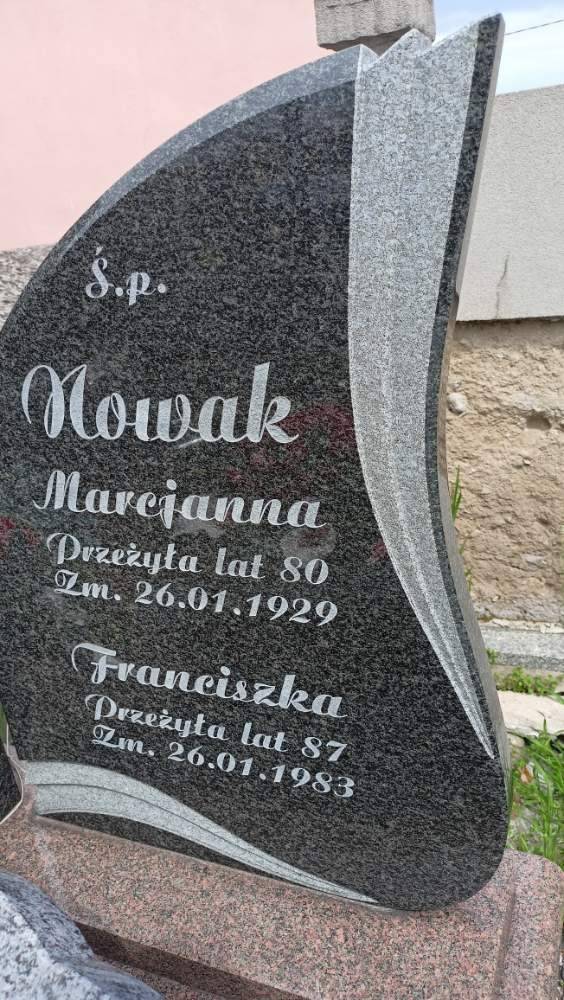 Ś.p.
Nowak
Marcjanna
Przeżyła lat 80
Zm. 26.01.1929
Franciszka
Przeżyła lat 87
Zm. 26.01.1983